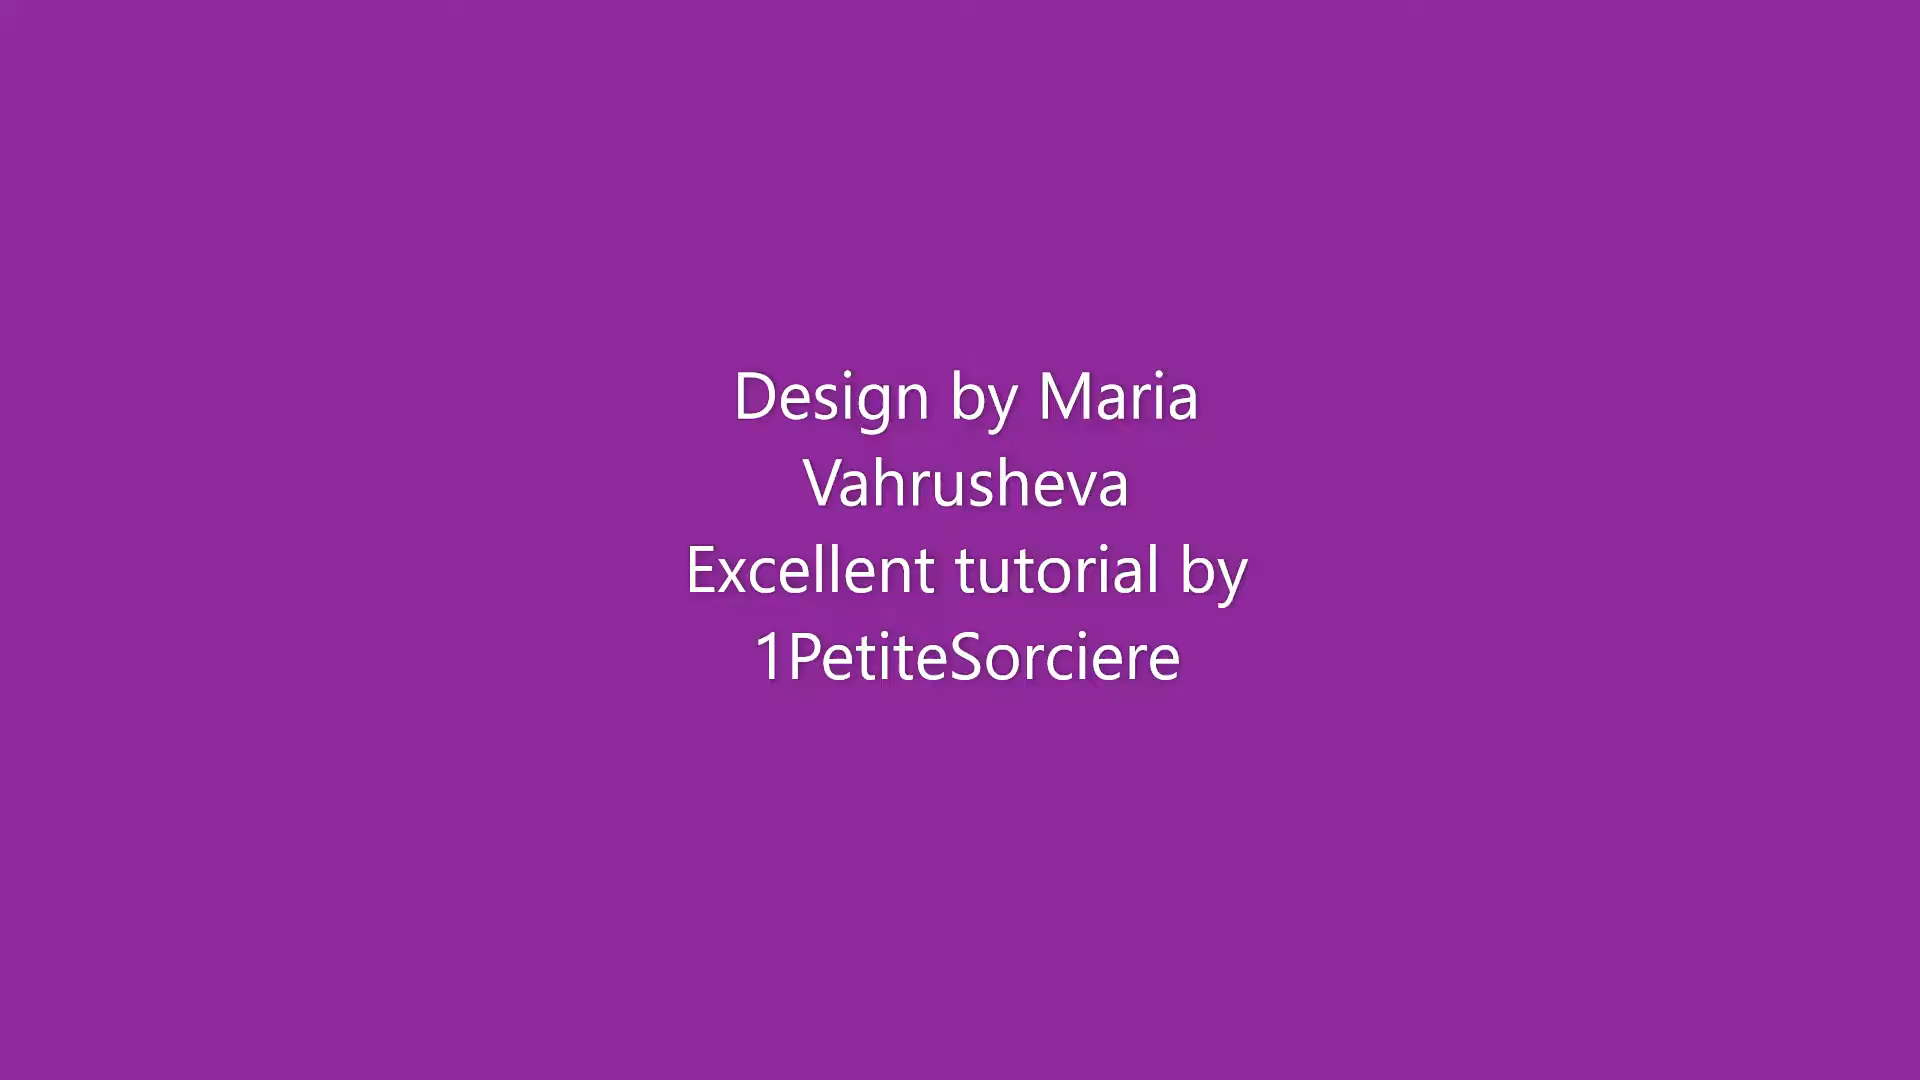 Design by Maria
Vahrusheva
Excellent tutorial by
1PetiteSorciere